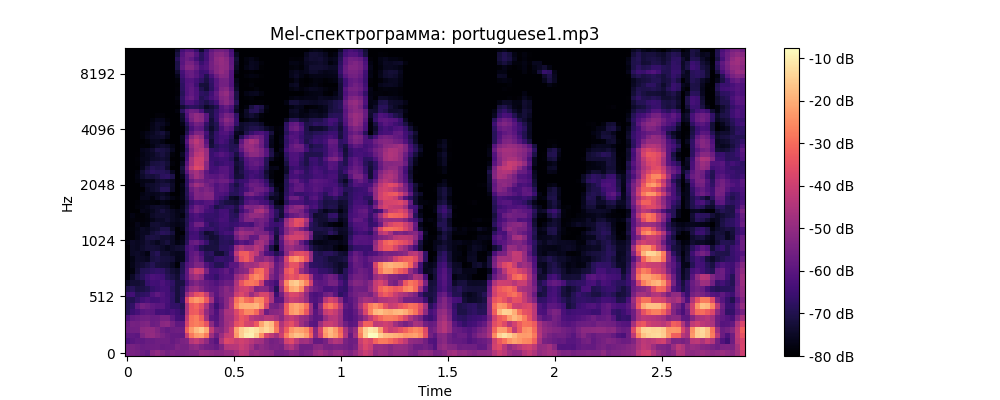 Mel-спектрограмма: portuguese1.mp3
8192
4096
2048
1024
512
0
Hz
0
0.5
1
1.5
2
2.5
Time
-10 dB
-20 dB
-30 dB
-40 dB
-50 dB
-60 dB
-70 dB
-80 dB